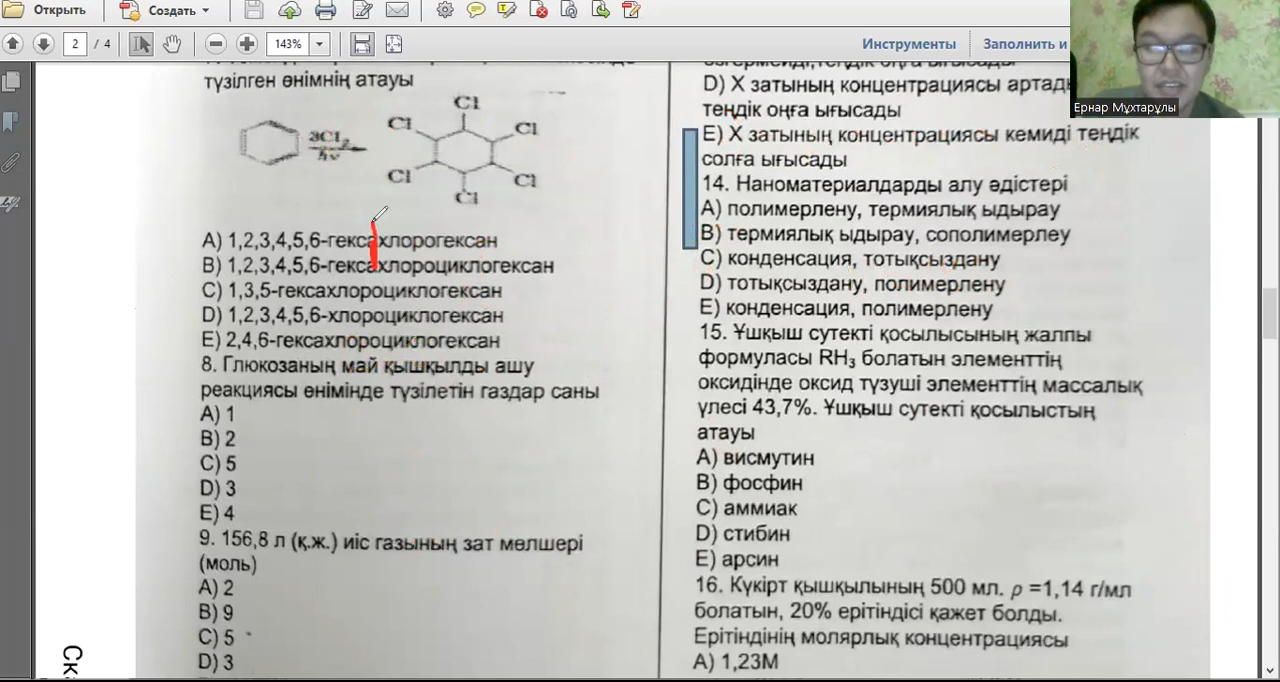 Открыть
Создать
2 / 4
143%
Инструменты
Заполнить и
Ернар Мұхтарұлы
түзілген өнімнің атауы
Cl
Cl
Cl
3Cl2
hv
Cl
Cl
Cl
A) 1,2,3,4,5,6-гексахлорогексан
B) 1,2,3,4,5,6-гексахлороциклогексан
C) 1,3,5-гексахлороциклогексан
D) 1,2,3,4,5,6-хлороциклогексан
E) 2,4,6-гексахлороциклогексан
8. Глюкозаның май қышқылды ашу
реакциясы өнімінде түзілетін газдар саны
A) 1
B) 2
C) 5
D) 3
E) 4
9. 156,8 л (қ.ж.) иіс газының зат мөлшері
(моль)
A) 2
B) 9
C) 5
D) 3
өзгермейді,теңдік оңға ығысады
D) X затының концентрациясы
теңдік оңға ығысады
E) X затының концентрациясы кемиді теңдік
солға ығысады
14. Наноматериалдарды алу әдістері
A) полимерлену, термиялық ыдырау
B) термиялық ыдырау, сополимерлеу
C) конденсация, тотықсыздану
D) тотықсыздану, полимерлену
E) конденсация, полимерлену
15. Ұшқыш сутекті қосылысының жалпы
формуласы RH3 болатын элементтің
оксидінде оксид түзуші элементтің массалық
үлесі 43,7%. Ұшқыш сутекті қосылыстың
атауы
A) висмутин
B) фосфин
C) аммиак
D) стибин
E) арсин
16. Күкірт қышқылының 500 мл. ρ =1,14 г/мл
болатын, 20% ерітіндісі қажет болды.
Ерітіндінің молярлық концентрациясы
A) 1,23М